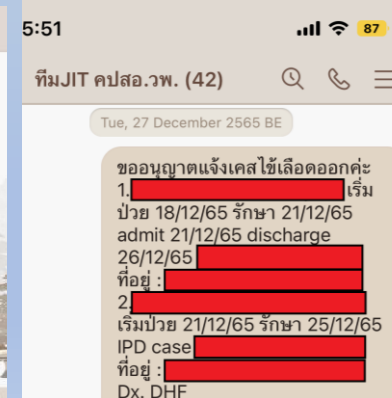 5:51
87
ทีมJIT คปสอ.วพ. (42)
Tue, 27 December 2565 BE
ขออนุญาตแจ้งเคสไข้เลือดออกค่ะ
1. เริ่ม
ป่วย 18/12/65 รักษา 21/12/65
admit 21/12/65 discharge
26/12/65
ที่อยู่ :
2.
เริ่มป่วย 21/12/65 รักษา 25/12/65
IPD case
ที่อยู่ :
Dx. DHF